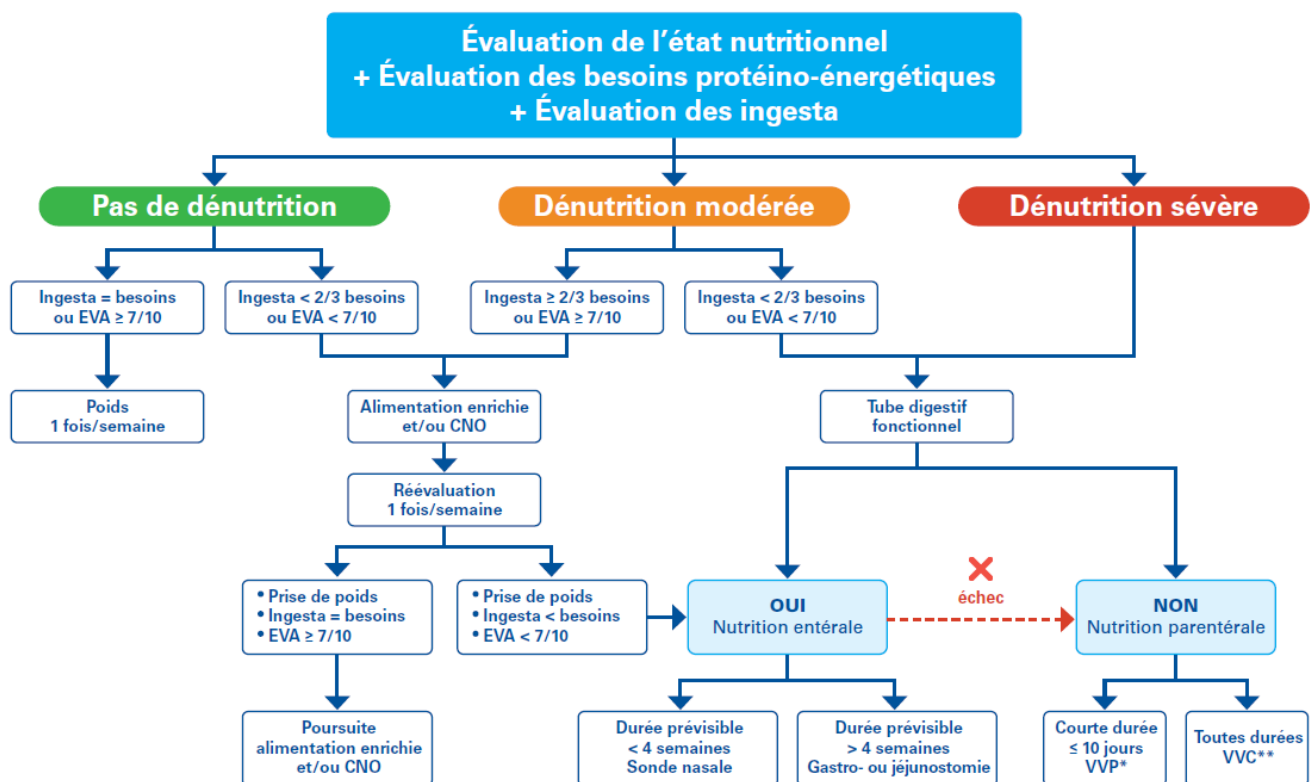 Évaluation de l'état nutritionnel
+ Évaluation des besoins protéino-énergétiques
+ Évaluation des ingesta
Pas de dénutrition
Dénutrition modérée
Dénutrition sévère
Ingesta = besoins
ou EVA ≥ 7/10
Ingesta < 2/3 besoins
ou EVA < 7/10
Ingesta ≥ 2/3 besoins
ou EVA ≥ 7/10
Ingesta < 2/3 besoins
ou EVA < 7/10
Poids
1 fois/semaine
Alimentation enrichie
et/ou CNO
Tube digestif
fonctionnel
Réévaluation
1 fois/semaine
• Prise de poids
• Ingesta = besoins
• EVA ≥ 7/10
• Prise de poids
• Ingesta < besoins
• EVA < 7/10
OUI
Nutrition entérale
échec
NON
Nutrition parentérale
Poursuite
alimentation enrichie
et/ou CNO
Durée prévisible
< 4 semaines
Sonde nasale
Durée prévisible
> 4 semaines
Gastro- ou jéjunostomie
Courte durée
≤ 10 jours
VVP*
Toutes durées
VVC**